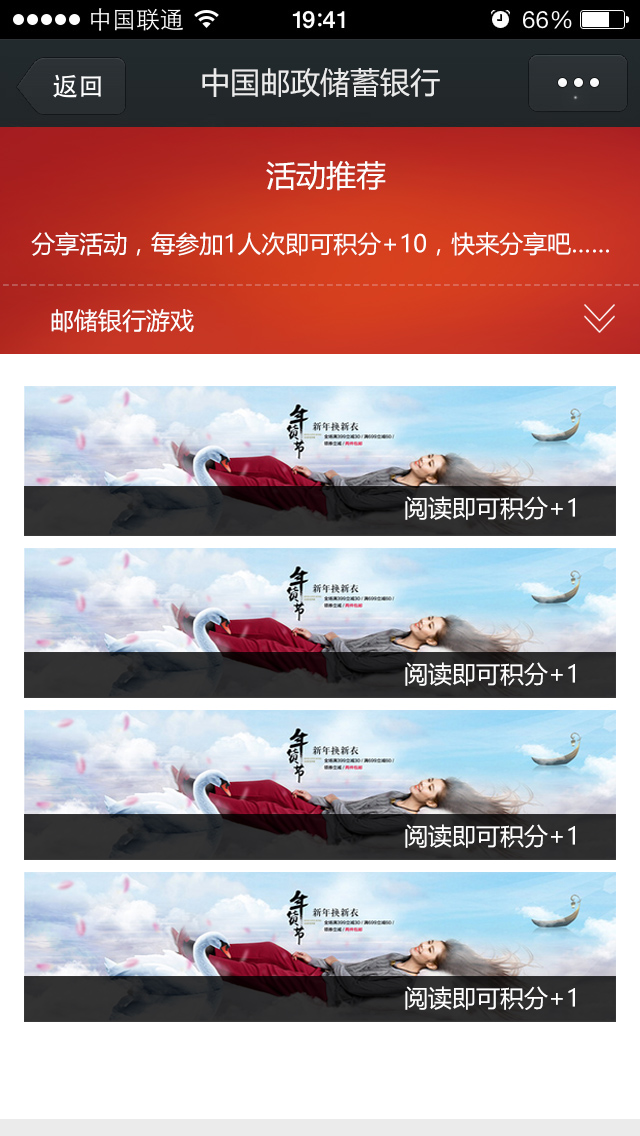 中国联通 19:41 66%
返回 中国邮政储蓄银行
活动推荐
分享活动，每参加1人次即可积分+10，快来分享吧......
邮储银行游戏
年货节
新年换新衣
阅读即可积分+1
年货节
新年换新衣
阅读即可积分+1
年货节
新年换新衣
阅读即可积分+1
年货节
新年换新衣
阅读即可积分+1